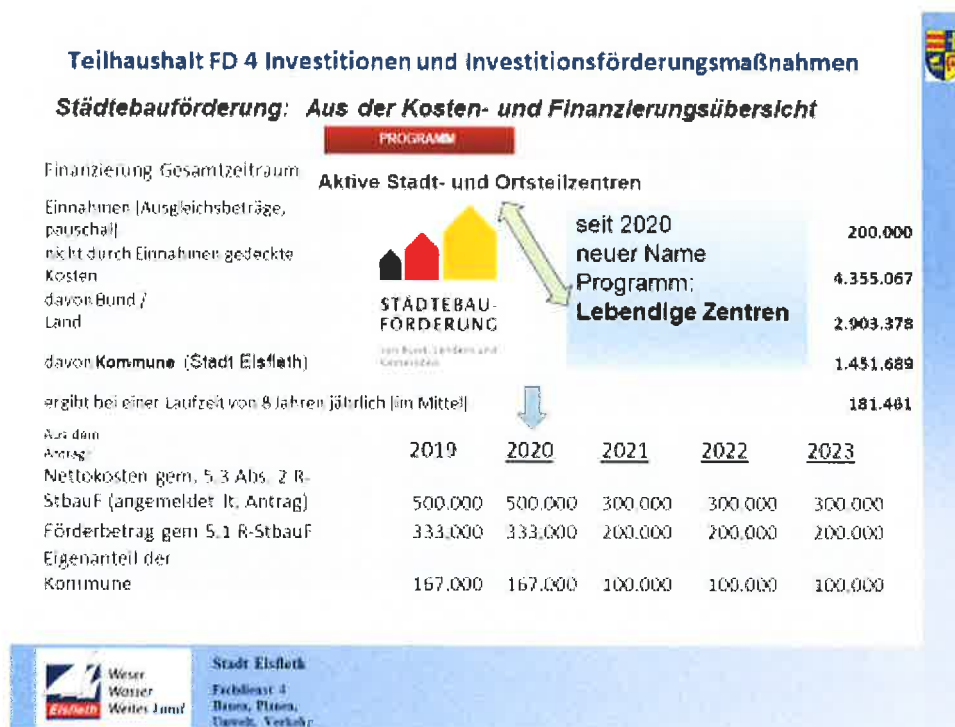 Teilhaushalt FD 4 Investitionen und Investitionsförderungsmaßnahmen
Städtebauförderung: Aus der Kosten- und Finanzierungsübersicht
PROGRAMM
Finanzierung Gesamtzeitraum
Aktive Stadt- und Ortsteilzentren
Einnahmen (Ausgleichsbeträge,
pauschal) 200.000
nicht durch Einnahmen gedeckte
Kosten 4.355.067
davon Bund /
Land 2.903.378
STÄDTEBAU-
FÖRDERUNG
von Bund, Ländern und
Gemeinden
seit 2020
neuer Name
Programm:
Lebendige Zentren
davon Kommune (Stadt Elsfleth) 1.451.689
ergibt bei einer Laufzeit von 8 Jahren jährlich (im Mittel) 181.461
Aus dem
Antrag: 2019 2020 2021 2022 2023
Nettokosten gem. 5.3 Abs. 2 R-
StbauF (angemeldet lt. Antrag) 500.000 500.000 300.000 300.000 300.000
Förderbetrag gem 5.1 R-StbauF 333.000 333.000 200.000 200.000 200.000
Eigenanteil der
Kommune 167.000 167.000 100.000 100.000 100.000
Weser
Wasser
Elsfleth Weites Land
Stadt Elsfleth
Fachdienst 4
Bauen, Planen,
Umwelt, Verkehr